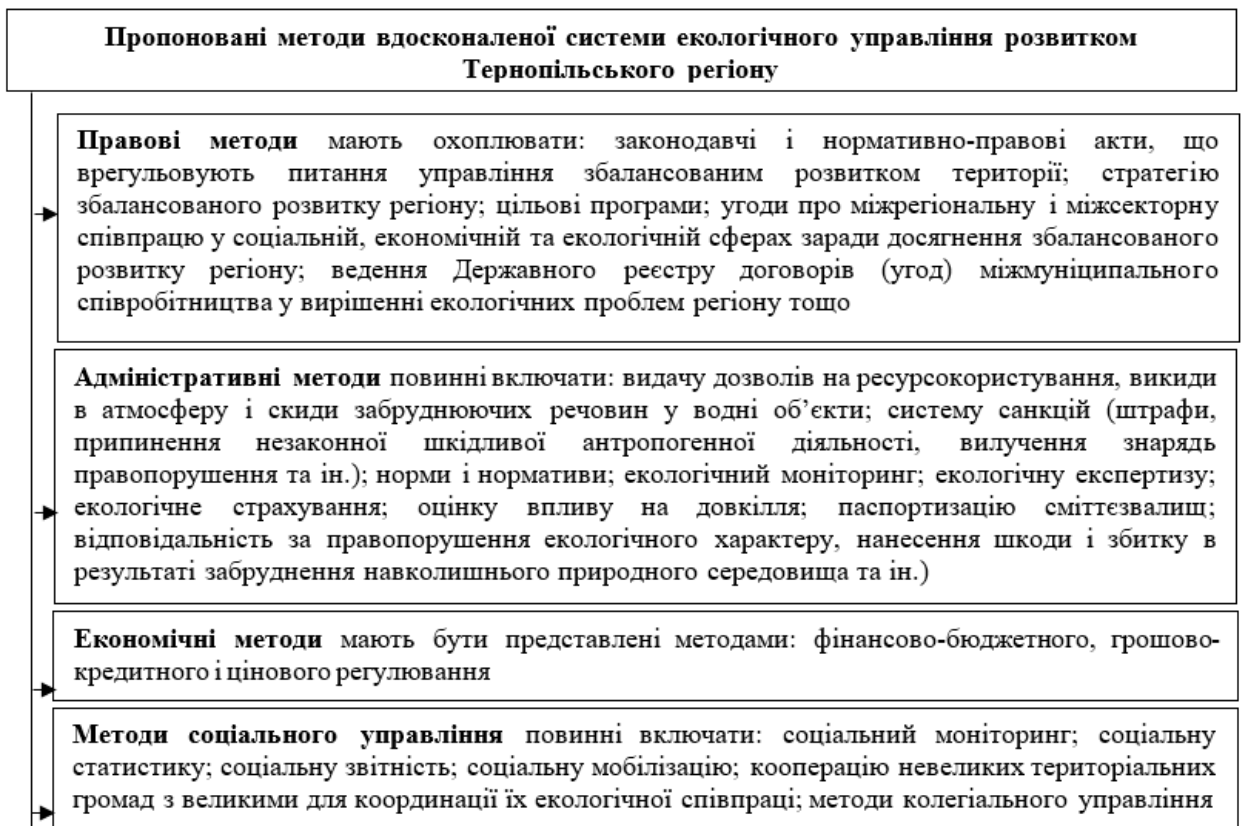 Пропоновані методи вдосконаленої системи екологічного управління розвитком
Тернопільського регіону
Правові методи мають охоплювати: законодавчі і нормативно-правові акти, що
врегульовують питання управління збалансованим розвитком території; стратегію
збалансованого розвитку регіону; цільові програми; угоди про міжрегіональну і міжсекторну
співпрацю у соціальній, економічній та екологічній сферах заради досягнення збалансованого
розвитку регіону; ведення Державного реєстру договорів (угод) міжмуніципального
співробітництва у вирішенні екологічних проблем регіону тощо
Адміністративні методи повинні включати: видачу дозволів на ресурсокористування, викиди
в атмосферу і скиди забруднюючих речовин у водні об’єкти; систему санкцій (штрафи,
припинення незаконної шкідливої антропогенної діяльності, вилучення знарядь
правопорушення та ін.); норми і нормативи; екологічний моніторинг; екологічну експертизу;
екологічне страхування; оцінку впливу на довкілля; паспортизацію сміттєзвалищ;
відповідальність за правопорушення екологічного характеру, нанесення шкоди і збитку в
результаті забруднення навколишнього природного середовища та ін.)
Економічні методи мають бути представлені методами: фінансово-бюджетного, грошово-
кредитного і цінового регулювання
Методи соціального управління повинні включати: соціальний моніторинг; соціальну
статистику; соціальну звітність; соціальну мобілізацію; кооперацію невеликих територіальних
громад з великими для координації їх екологічної співпраці; методи колегіального управління